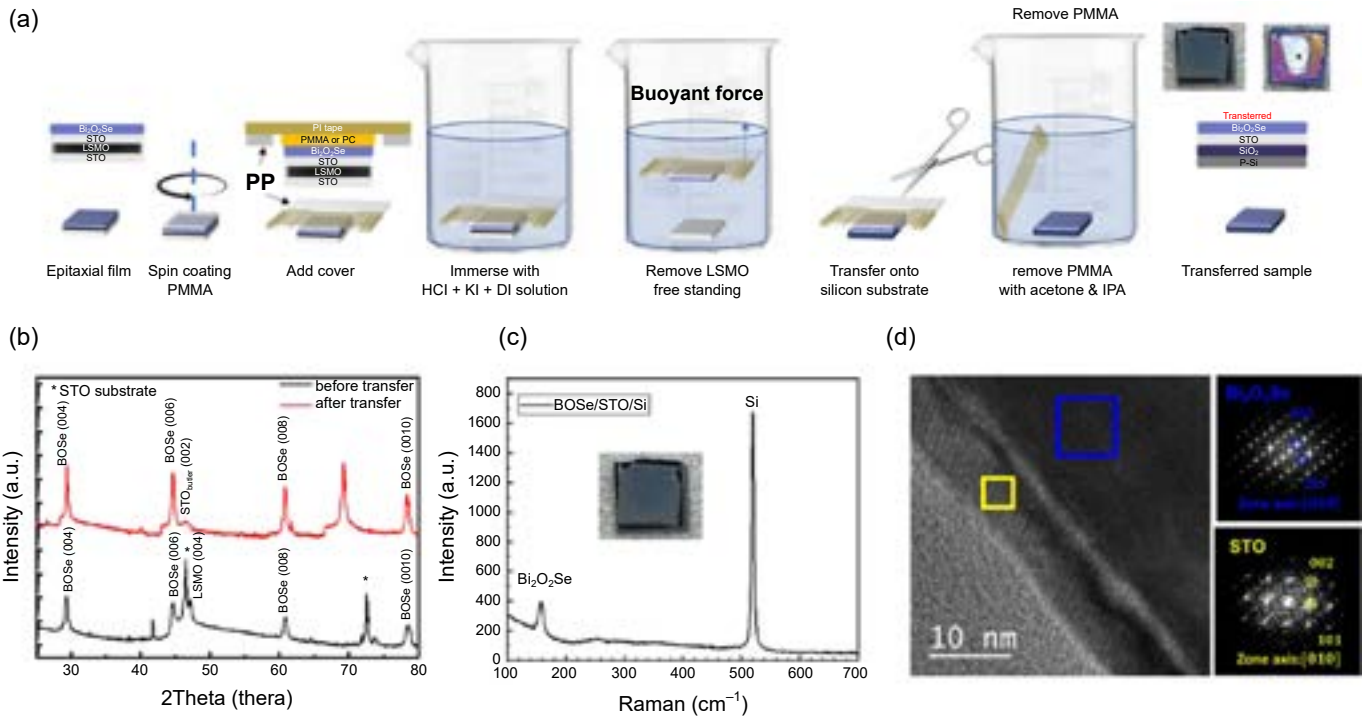 (a)
Bi₂O₂Se
STO
LSMO
STO
PI tape
PMMA or PC
Bi₂O₂Se
STO
LSMO
STO
PP
Buoyant force
Remove PMMA
Transferred
Bi₂O₂Se
STO
SiO₂
P-Si
Epitaxial film
Spin coating
PMMA
Add cover
Immerse with
HCI + KI + DI solution
Remove LSMO
free standing
Transfer onto
silicon substrate
remove PMMA
with acetone & IPA
Transferred sample
(b)
* STO substrate
before transfer
after transfer
BOSe (004)
BOSe (006)
STO (002)
BOSe (008)
BOSe (0010)
BOSe (004)
BOSe (006)
*
LSMO (004)
BOSe (008)
*
BOSe (0010)
Intensity (a.u.)
30 40 50 60 70 80
2Theta (thera)
(c)
1800
1600
1400
1200
1000
800
600
400
200
0
BOSe/STO/Si
Si
Bi₂O₂Se
Intensity (a.u.)
100 200 300 400 500 600 700
Raman (cm⁻¹)
(d)
10 nm
Bi₂O₂Se
Zone axis:
STO
002
101
Zone axis:[010]